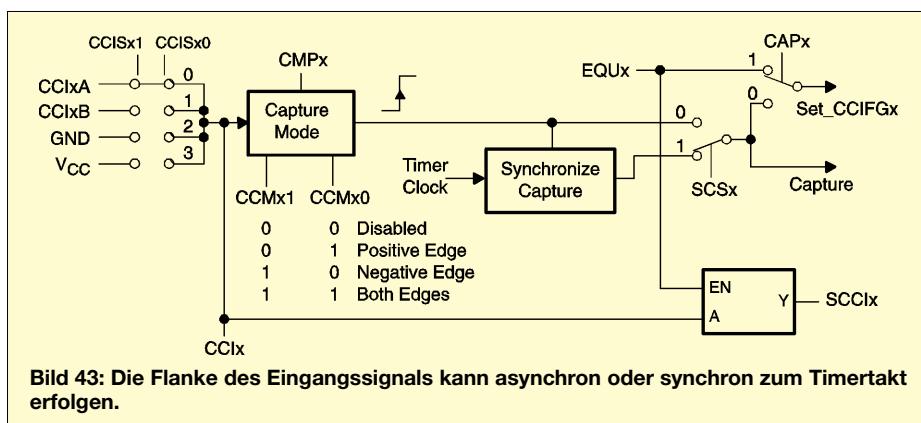 CCISx1 CCISx0
CCIxA 0
CCIxB 1
GND 2
VCC 3
CMPx
Capture
Mode
CCMx1 CCMx0
0 0 Disabled
0 1 Positive Edge
1 0 Negative Edge
1 1 Both Edges
CCIx
Timer
Clock
Synchronize
Capture
EQUx
CAPx
1
0
Set_CCIFGx
0
1
SCSx
Capture
EN
A
Y
SCCIx
Bild 43: Die Flanke des Eingangssignals kann asynchron oder synchron zum Timertakt
erfolgen.